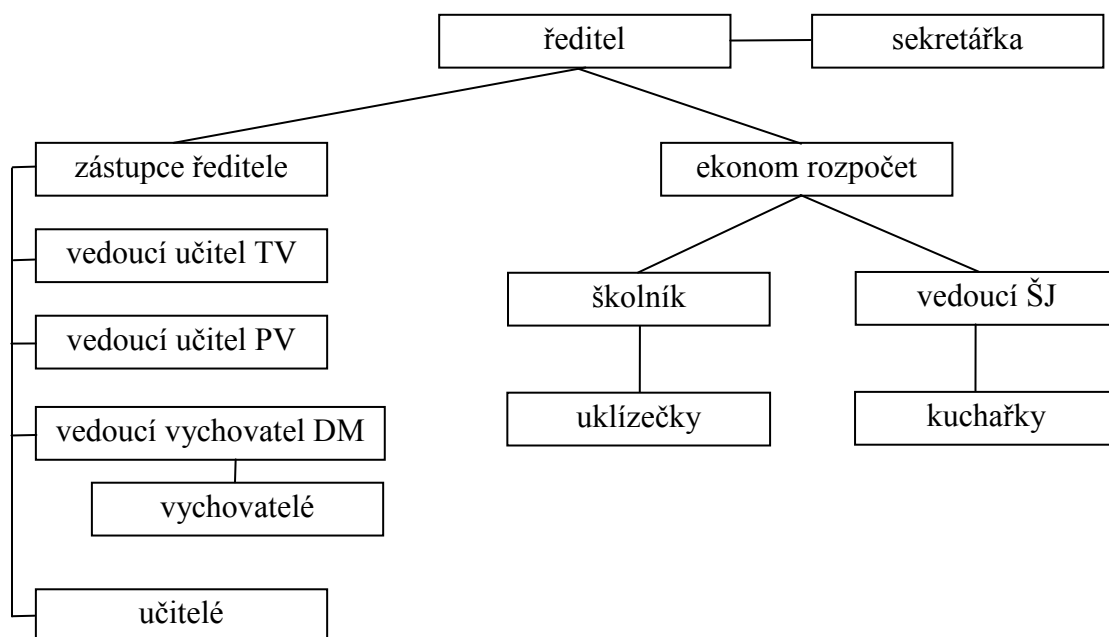 ředitel
sekretářka
zástupce ředitele
ekonom rozpočet
vedoucí učitel TV
školník
vedoucí ŠJ
vedoucí učitel PV
vedoucí vychovatel DM
uklízečky
kuchařky
vychovatelé
učitelé